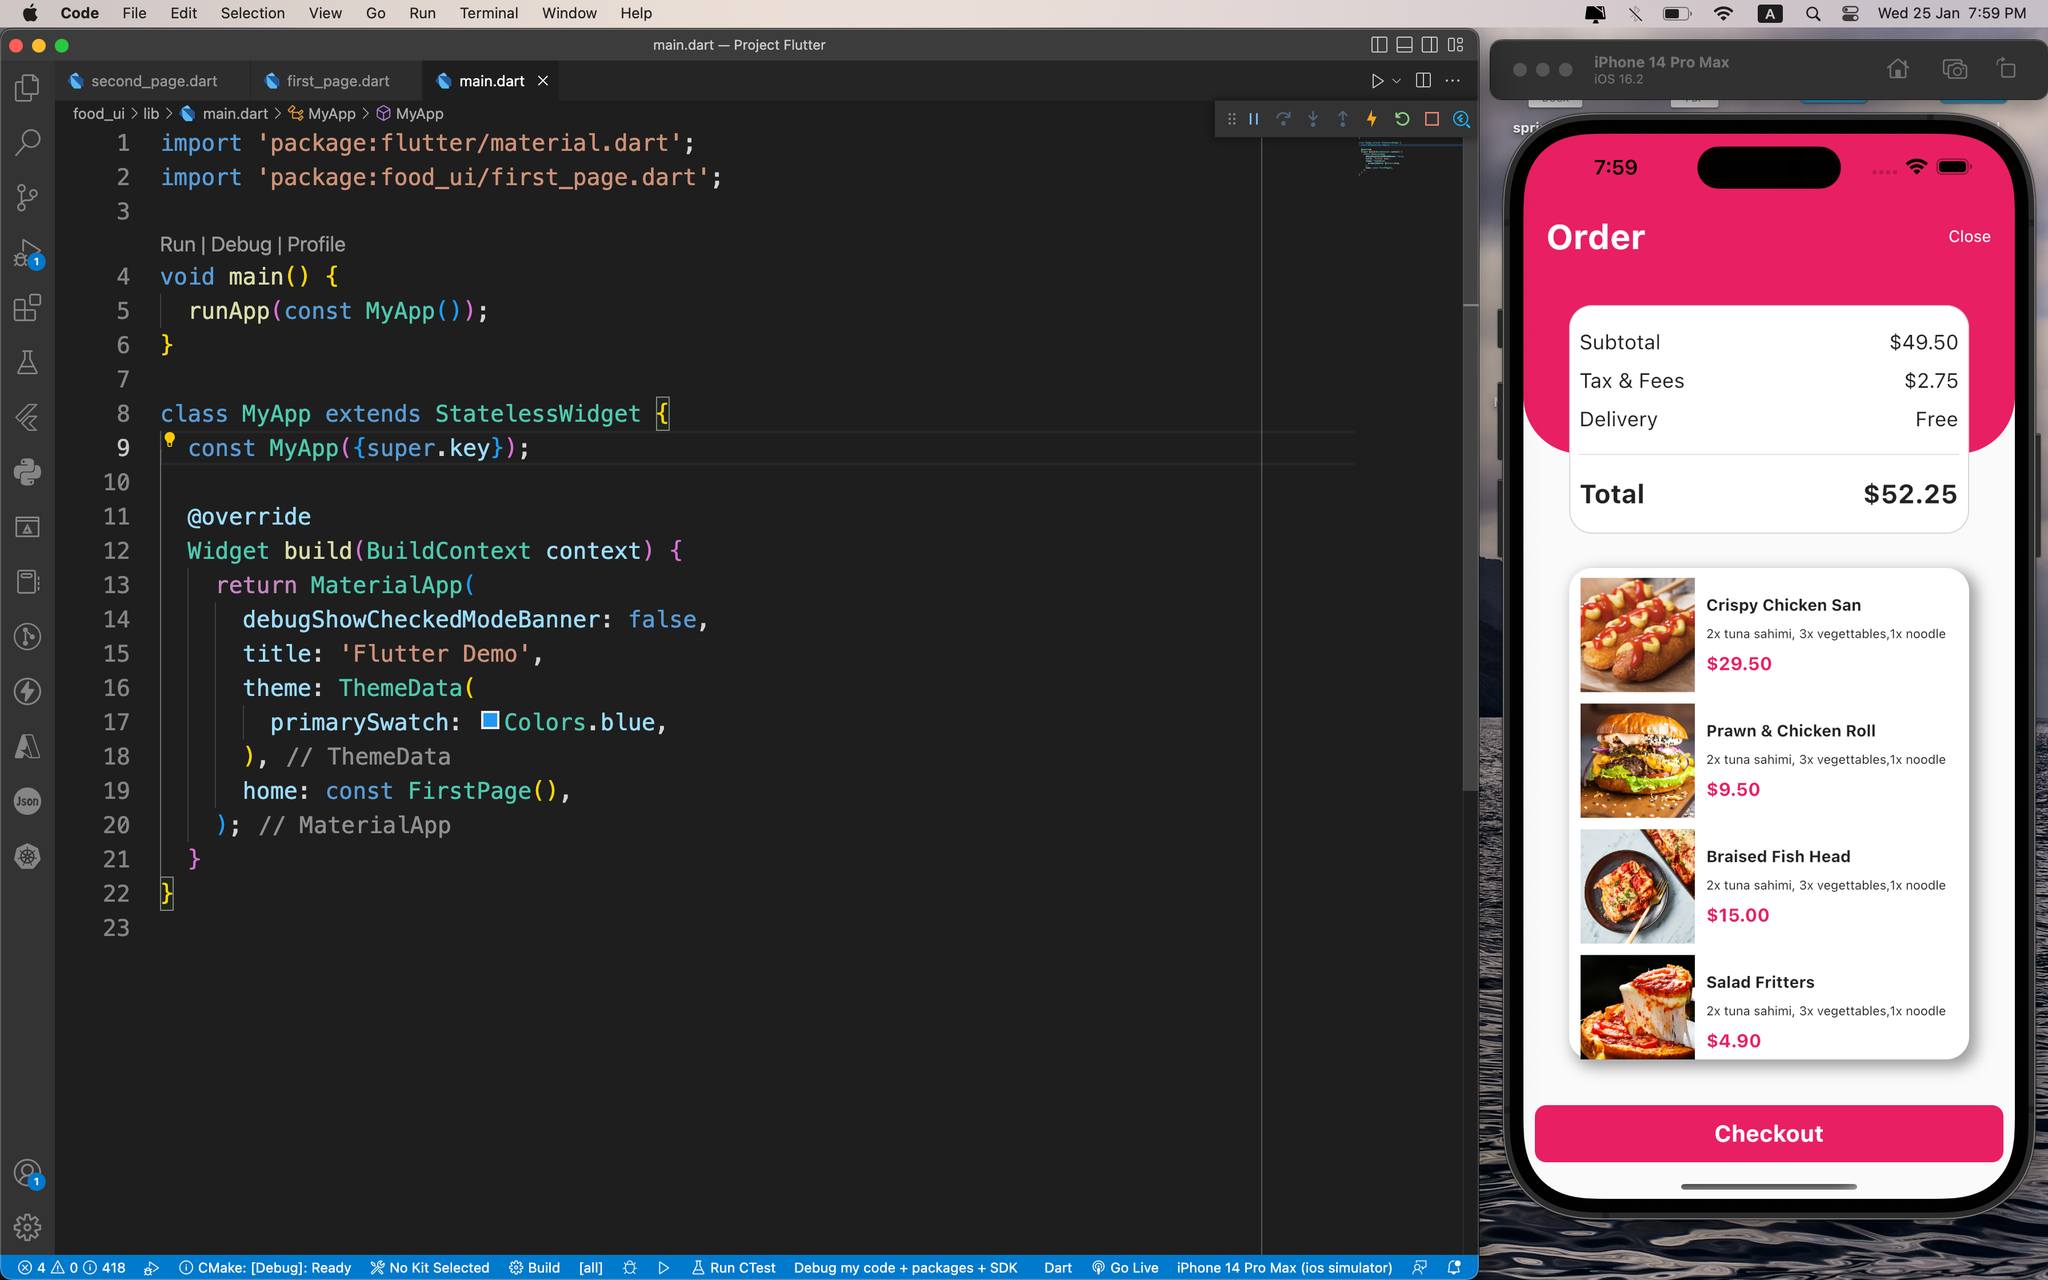 Code File Edit Selection View Go Run Terminal Window Help
A Wed 25 Jan 7:59 PM
main.dart — Project Flutter
second_page.dart first_page.dart main.dart
food_ui > lib > main.dart > MyApp > MyApp
1 import 'package:flutter/material.dart';
2 import 'package:food_ui/first_page.dart';
3
Run | Debug | Profile
4 void main() {
5 runApp(const MyApp());
6 }
7
8 class MyApp extends StatelessWidget {
9 const MyApp({super.key});
10
11 @override
12 Widget build(BuildContext context) {
13 return MaterialApp(
14 debugShowCheckedModeBanner: false,
15 title: 'Flutter Demo',
16 theme: ThemeData(
17 primarySwatch: Colors.blue,
18 ), // ThemeData
19 home: const FirstPage(),
20 ); // MaterialApp
21 }
22 }
23
1
Json
1
4 0 418 CMake: [Debug]: Ready No Kit Selected Build [all] Run CTest Debug my code + packages + SDK Dart Go Live iPhone 14 Pro Max (ios simulator)
iPhone 14 Pro Max
iOS 16.2
7:59
Order Close
Subtotal $49.50
Tax & Fees $2.75
Delivery Free
Total $52.25
Crispy Chicken San
2x tuna sahimi, 3x vegettables,1x noodle
$29.50
Prawn & Chicken Roll
2x tuna sahimi, 3x vegettables,1x noodle
$9.50
Braised Fish Head
2x tuna sahimi, 3x vegettables,1x noodle
$15.00
Salad Fritters
2x tuna sahimi, 3x vegettables,1x noodle
$4.90
Checkout